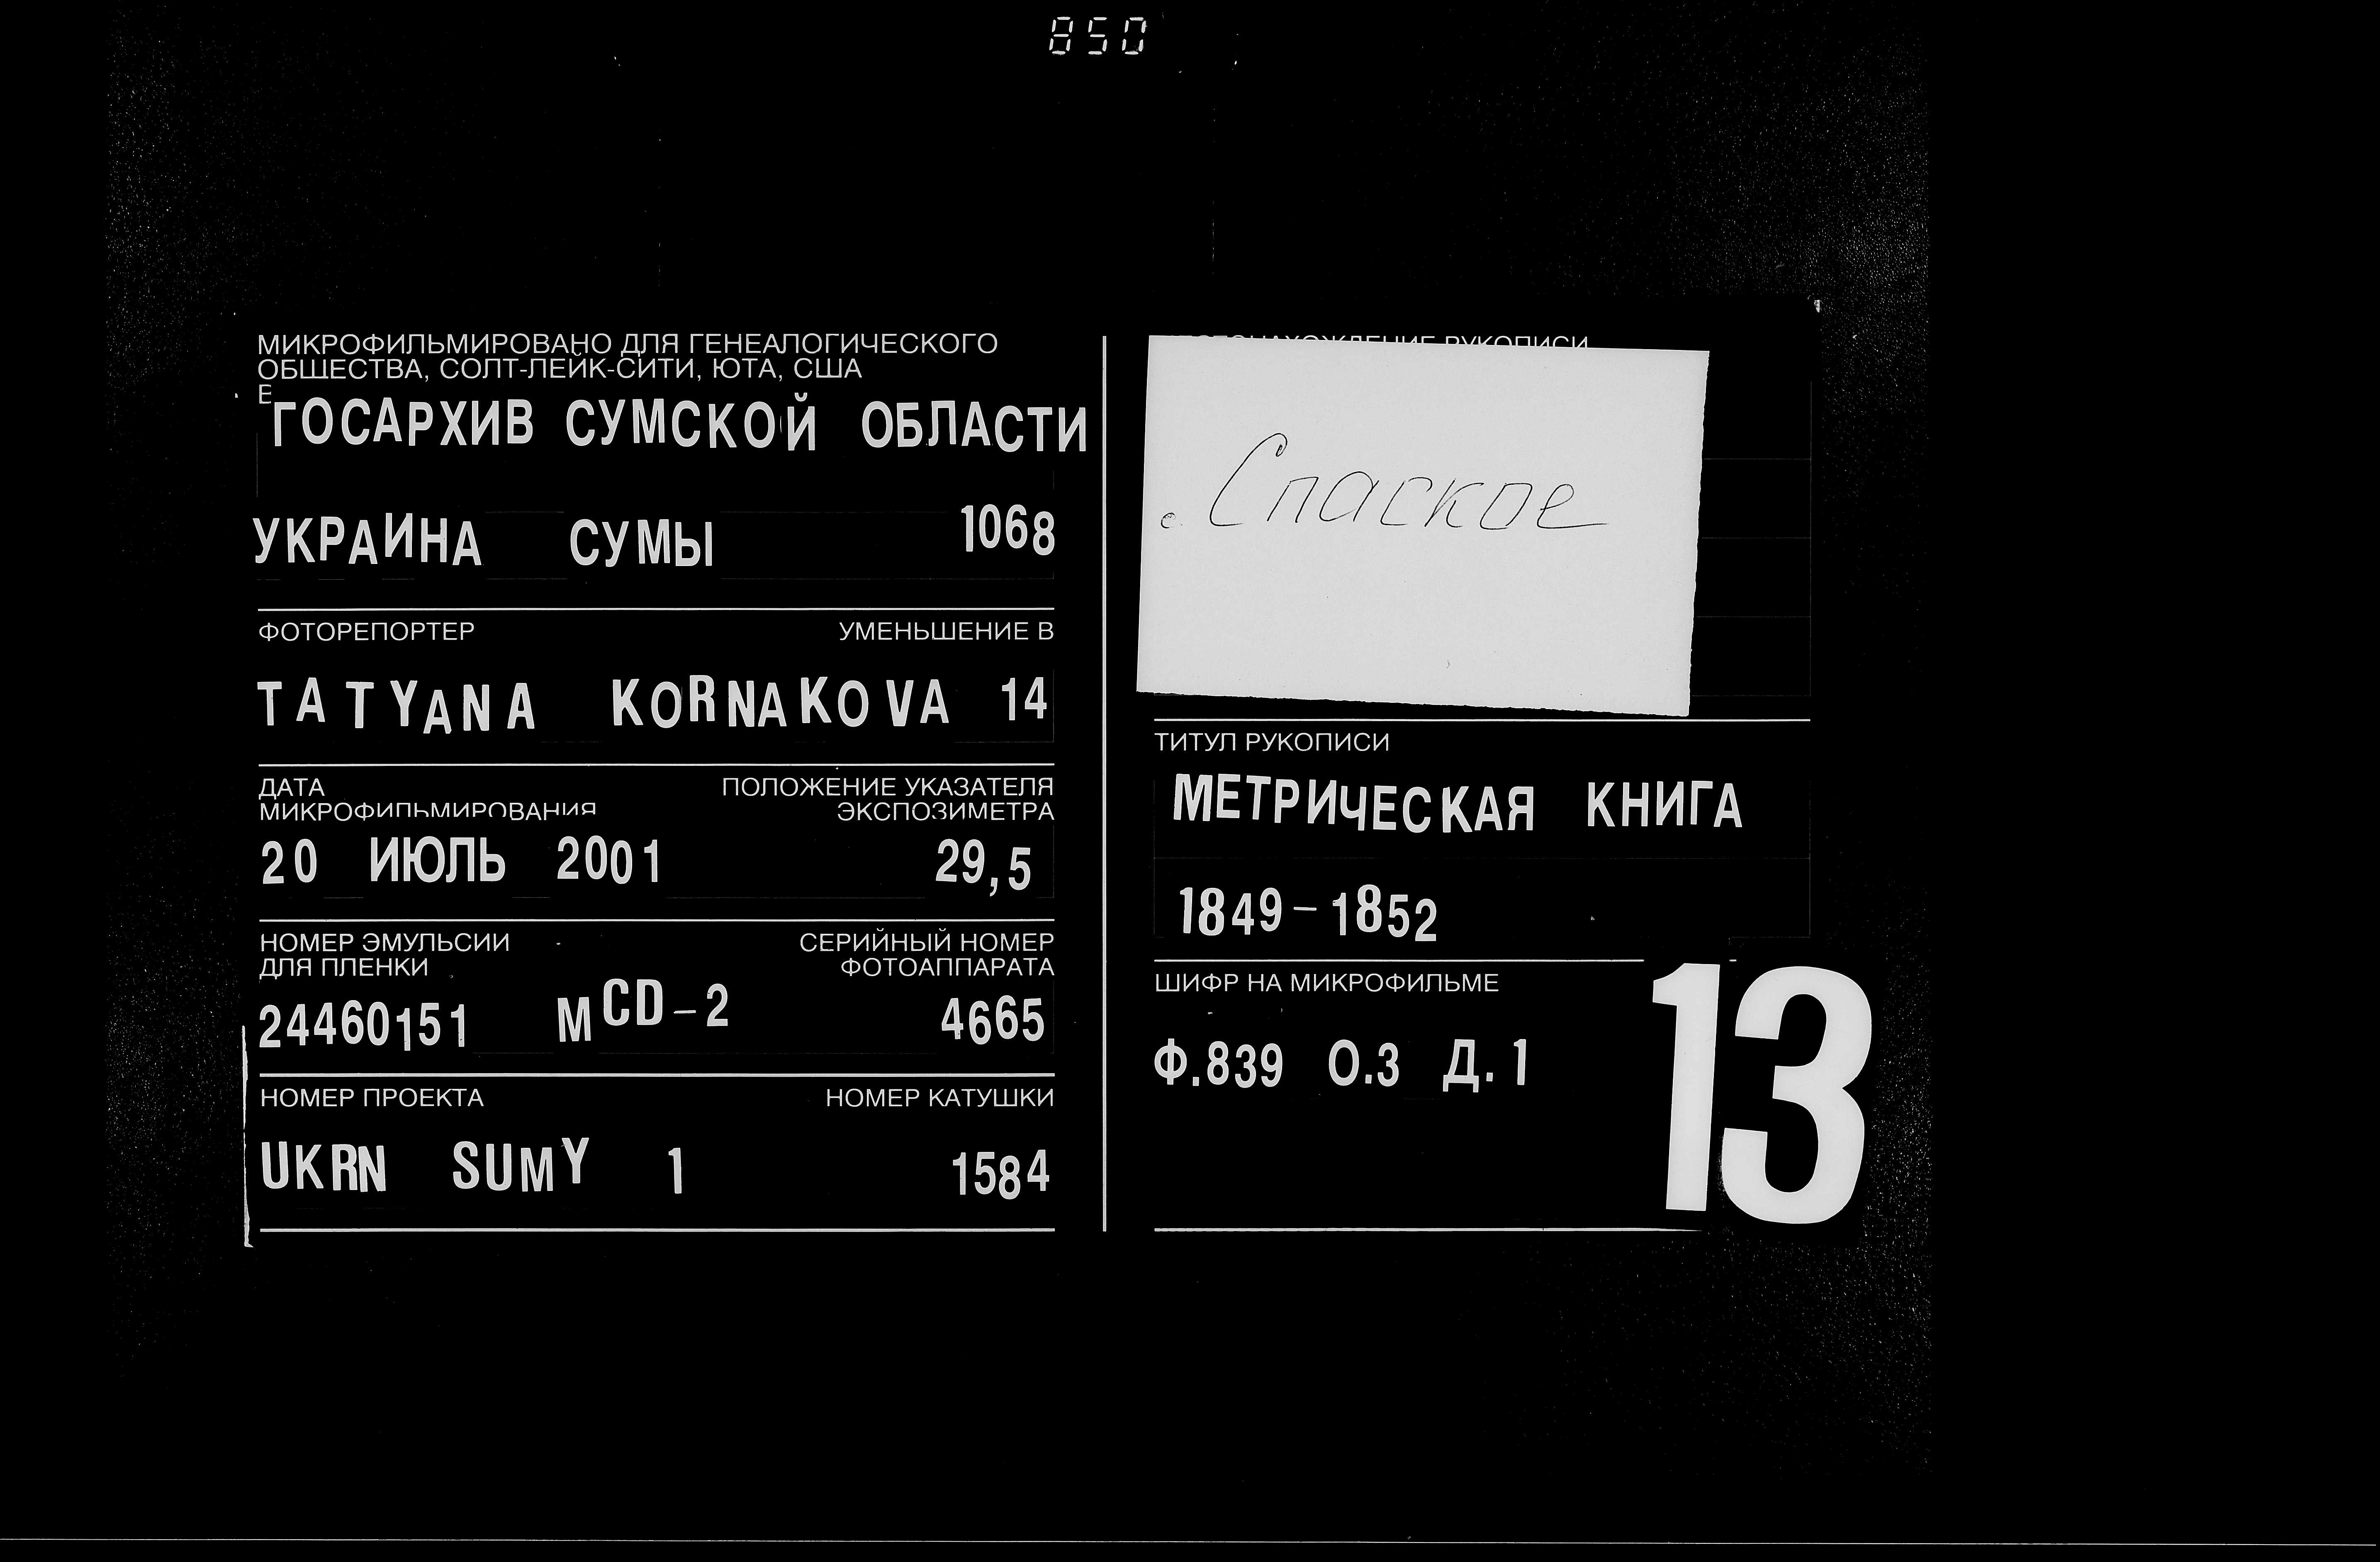 850
МИКРОФИЛЬМИРОВАНО ДЛЯ ГЕНЕАЛОГИЧЕСКОГО
ОБЩЕСТВА, СОЛТ-ЛЕЙК-СИТИ, ЮТА, США
Е
ГОСАРХИВ СУМСКОЙ ОБЛАСТИ
УКРАИНА СУМЫ 1068
ФОТОРЕПОРТЕР УМЕНЬШЕНИЕ В
TATYANA KORNAKOVA 14
ДАТА ПОЛОЖЕНИЕ УКАЗАТЕЛЯ
МИКРОФИЛЬМИРОВАНИЯ ЭКСПОЗИМЕТРА
20 ИЮЛЬ 2001 29,5
НОМЕР ЭМУЛЬСИИ СЕРИЙНЫЙ НОМЕР
ДЛЯ ПЛЕНКИ ФОТОАППАРАТА
24460151 MCD-2 4665
НОМЕР ПРОЕКТА НОМЕР КАТУШКИ
UKRN SUMY 1 1584
РУКОПИСИ
с. Спаское
ТИТУЛ РУКОПИСИ
МЕТРИЧЕСКАЯ КНИГА
1849-1852
ШИФР НА МИКРОФИЛЬМЕ
Ф.839 О.3 Д.1
13